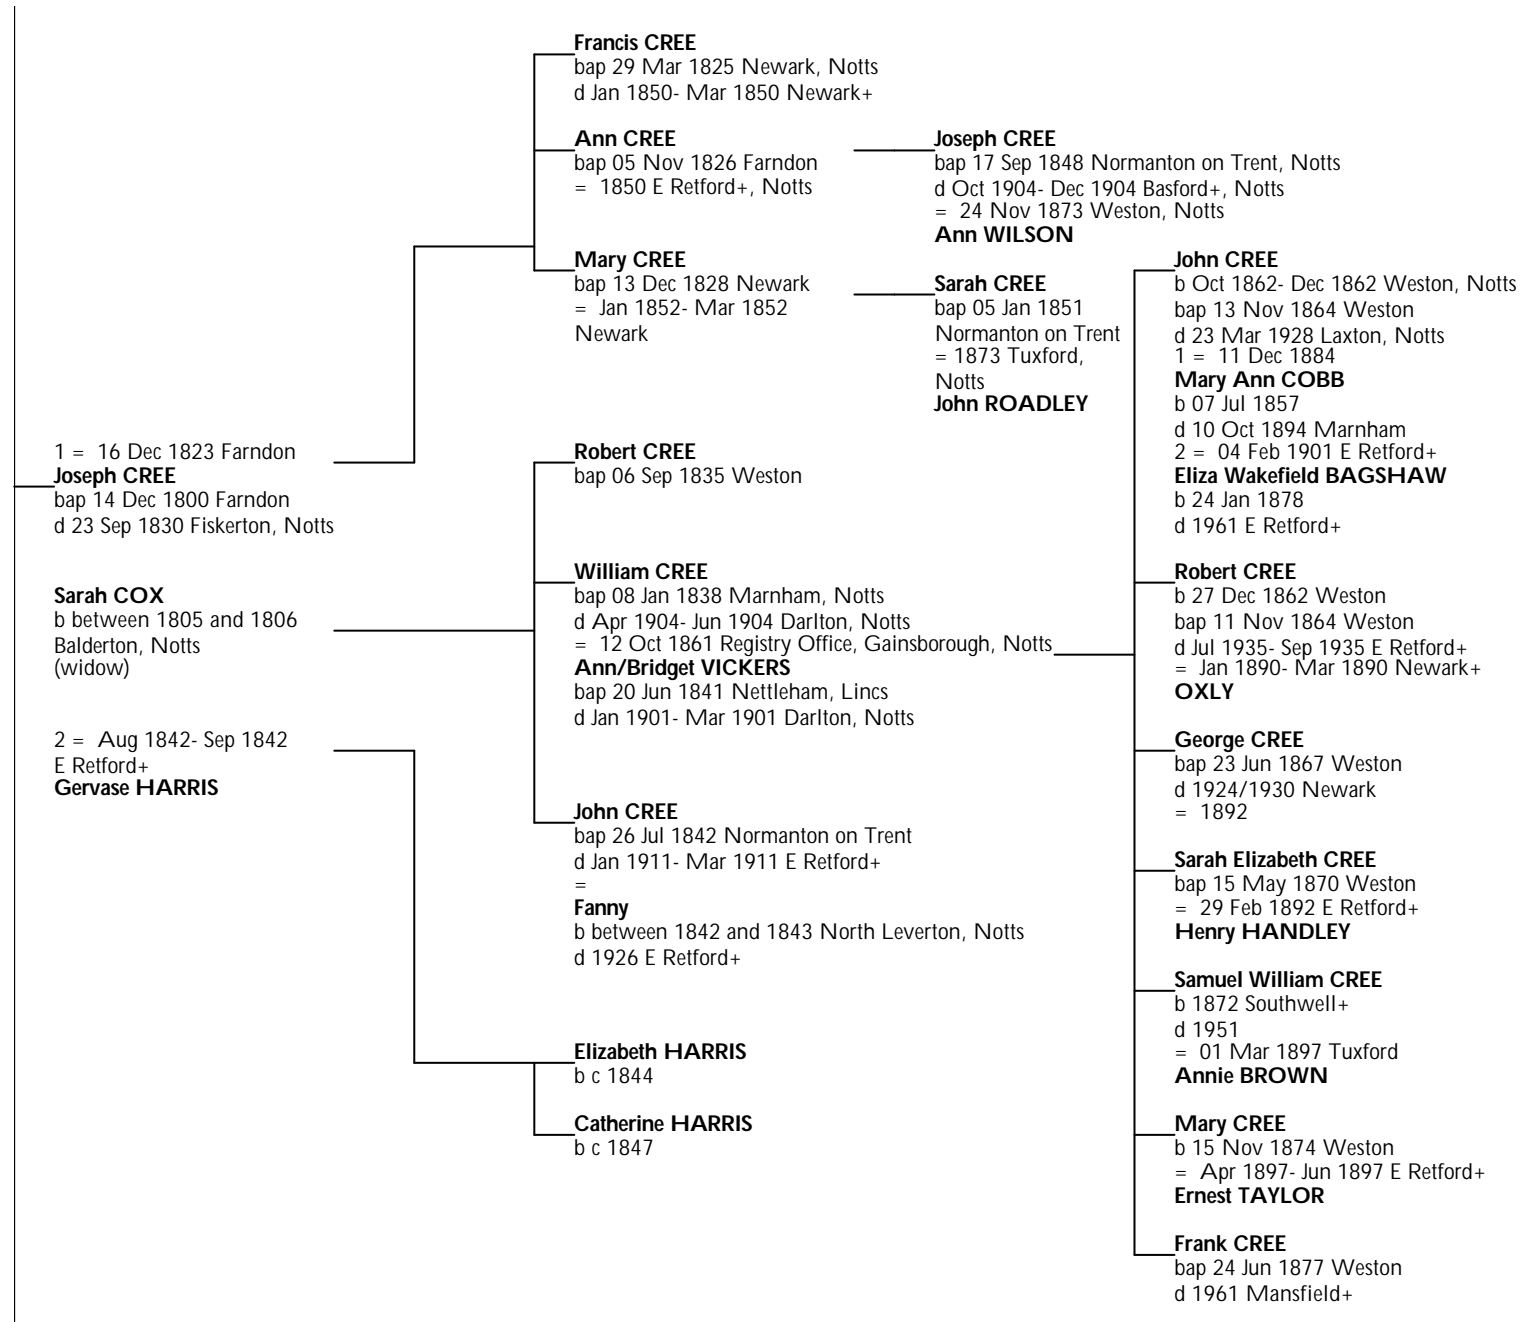 1 = 16 Dec 1823 Farndon
Joseph CREE
bap 14 Dec 1800 Farndon
d 23 Sep 1830 Fiskerton, Notts
Sarah COX
b between 1805 and 1806
Balderton, Notts
(widow)
2 = Aug 1842- Sep 1842
E Retford+
Gervase HARRIS
Francis CREE
bap 29 Mar 1825 Newark, Notts
d Jan 1850- Mar 1850 Newark+
Ann CREE
bap 05 Nov 1826 Farndon
= 1850 E Retford+, Notts
Mary CREE
bap 13 Dec 1828 Newark
= Jan 1852- Mar 1852
Newark
Robert CREE
bap 06 Sep 1835 Weston
William CREE
bap 08 Jan 1838 Marnham, Notts
d Apr 1904- Jun 1904 Darlton, Notts
= 12 Oct 1861 Registry Office, Gainsborough, Notts
Ann/Bridget VICKERS
bap 20 Jun 1841 Nettleham, Lincs
d Jan 1901- Mar 1901 Darlton, Notts
John CREE
bap 26 Jul 1842 Normanton on Trent
d Jan 1911- Mar 1911 E Retford+
=
Fanny
b between 1842 and 1843 North Leverton, Notts
d 1926 E Retford+
Elizabeth HARRIS
b c 1844
Catherine HARRIS
b c 1847
Joseph CREE
bap 17 Sep 1848 Normanton on Trent, Notts
d Oct 1904- Dec 1904 Basford+, Notts
= 24 Nov 1873 Weston, Notts
Ann WILSON
Sarah CREE
bap 05 Jan 1851
Normanton on Trent
= 1873 Tuxford,
Notts
John ROADLEY
John CREE
b Oct 1862- Dec 1862 Weston, Notts
bap 13 Nov 1864 Weston
d 23 Mar 1928 Laxton, Notts
1 = 11 Dec 1884
Mary Ann COBB
b 07 Jul 1857
d 10 Oct 1894 Marnham
2 = 04 Feb 1901 E Retford+
Eliza Wakefield BAGSHAW
b 24 Jan 1878
d 1961 E Retford+
Robert CREE
b 27 Dec 1862 Weston
bap 11 Nov 1864 Weston
d Jul 1935- Sep 1935 E Retford+
= Jan 1890- Mar 1890 Newark+
OXLY
George CREE
bap 23 Jun 1867 Weston
d 1924/1930 Newark
= 1892
Sarah Elizabeth CREE
bap 15 May 1870 Weston
= 29 Feb 1892 E Retford+
Henry HANDLEY
Samuel William CREE
b 1872 Southwell+
d 1951
= 01 Mar 1897 Tuxford
Annie BROWN
Mary CREE
b 15 Nov 1874 Weston
= Apr 1897- Jun 1897 E Retford+
Ernest TAYLOR
Frank CREE
bap 24 Jun 1877 Weston
d 1961 Mansfield+